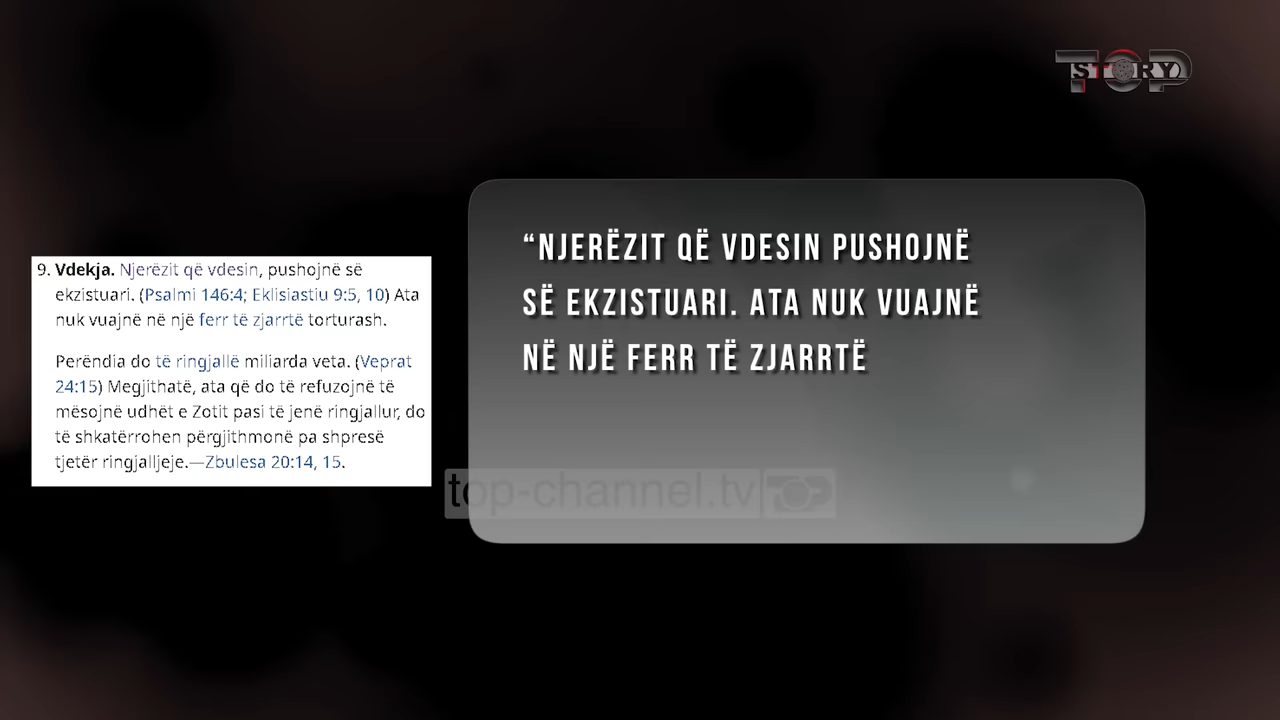 TOP
STORY
9. Vdekja. Njerëzit që vdesin, pushojnë së
ekzistuari. (Psalmi 146:4; Eklisiastiu 9:5, 10) Ata
nuk vuajnë në një ferr të zjarrtë torturash.
Perëndia do të ringjallë miliarda veta. (Veprat
24:15) Megjithatë, ata që do të refuzojnë të
mësojnë udhët e Zotit pasi të jenë ringjallur, do
të shkatërrohen përgjithmonë pa shpresë
tjetër ringjalljeje.—Zbulesa 20:14, 15.
“NJERËZIT QË VDESIN PUSHOJNË
SË EKZISTUARI. ATA NUK VUAJNË
NË NJË FERR TË ZJARRTË
top-channel.tv TOP